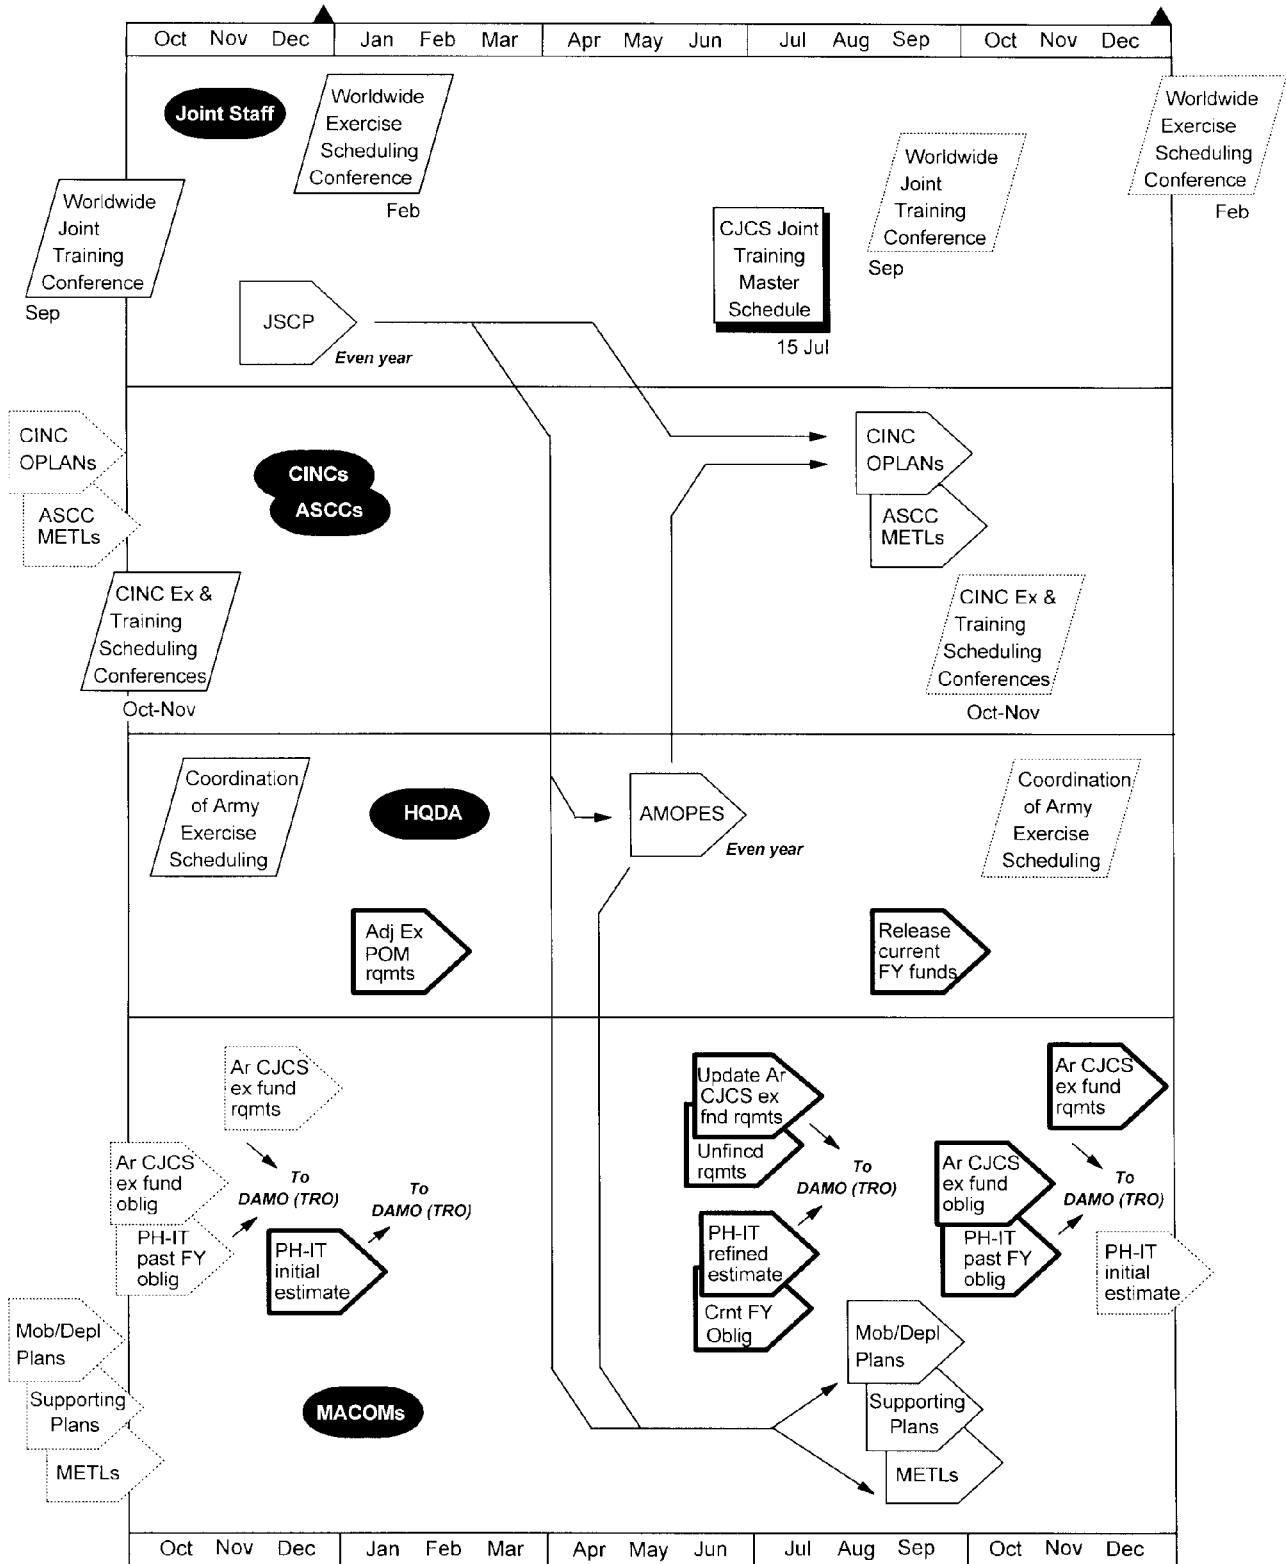 Oct Nov Dec Jan Feb Mar Apr May Jun Jul Aug Sep Oct Nov Dec
Joint Staff
Worldwide
Exercise
Scheduling
Conference
Feb
Worldwide
Exercise
Scheduling
Conference
Feb
Worldwide
Joint
Training
Conference
Sep
Worldwide
Joint
Training
Conference
Sep
CJCS Joint
Training
Master
Schedule
15 Jul
JSCP
Even year
CINC
OPLANs
ASCC
METLs
CINCs
ASCCs
CINC
OPLANs
ASCC
METLs
CINC Ex &
Training
Scheduling
Conferences
Oct-Nov
CINC Ex &
Training
Scheduling
Conferences
Oct-Nov
Coordination
of Army
Exercise
Scheduling
HQDA
AMOPES
Even year
Coordination
of Army
Exercise
Scheduling
Adj Ex
POM
rqmts
Release
current
FY funds
Ar CJCS
ex fund
rqmts
Ar CJCS
ex fund
oblig
PH-IT
past FY
oblig
To
DAMO (TRO)
PH-IT
initial
estimate
To
DAMO (TRO)
Update Ar
CJCS ex
fnd rqmts
Unfincd
rqmts
To
DAMO (TRO)
PH-IT
refined
estimate
Crnt FY
Oblig
Ar CJCS
ex fund
rqmts
Ar CJCS
ex fund
oblig
PH-IT
past FY
oblig
To
DAMO (TRO)
PH-IT
initial
estimate
Mob/Depl
Plans
Supporting
Plans
METLs
MACOMs
Mob/Depl
Plans
Supporting
Plans
METLs
Oct Nov Dec Jan Feb Mar Apr May Jun Jul Aug Sep Oct Nov Dec